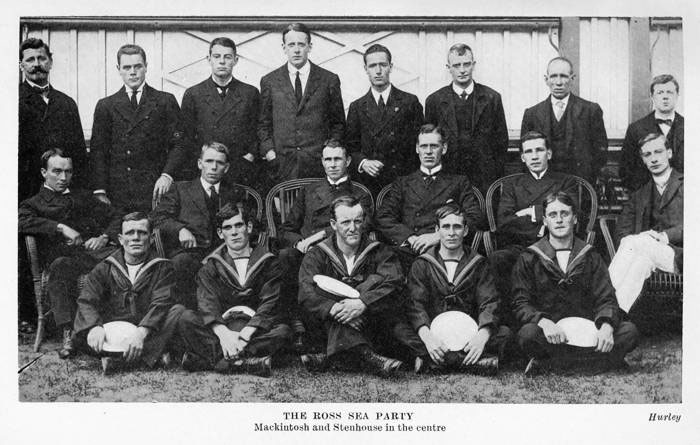 THE ROSS SEA PARTY
Mackintosh and Stenhouse in the centre
Hurley